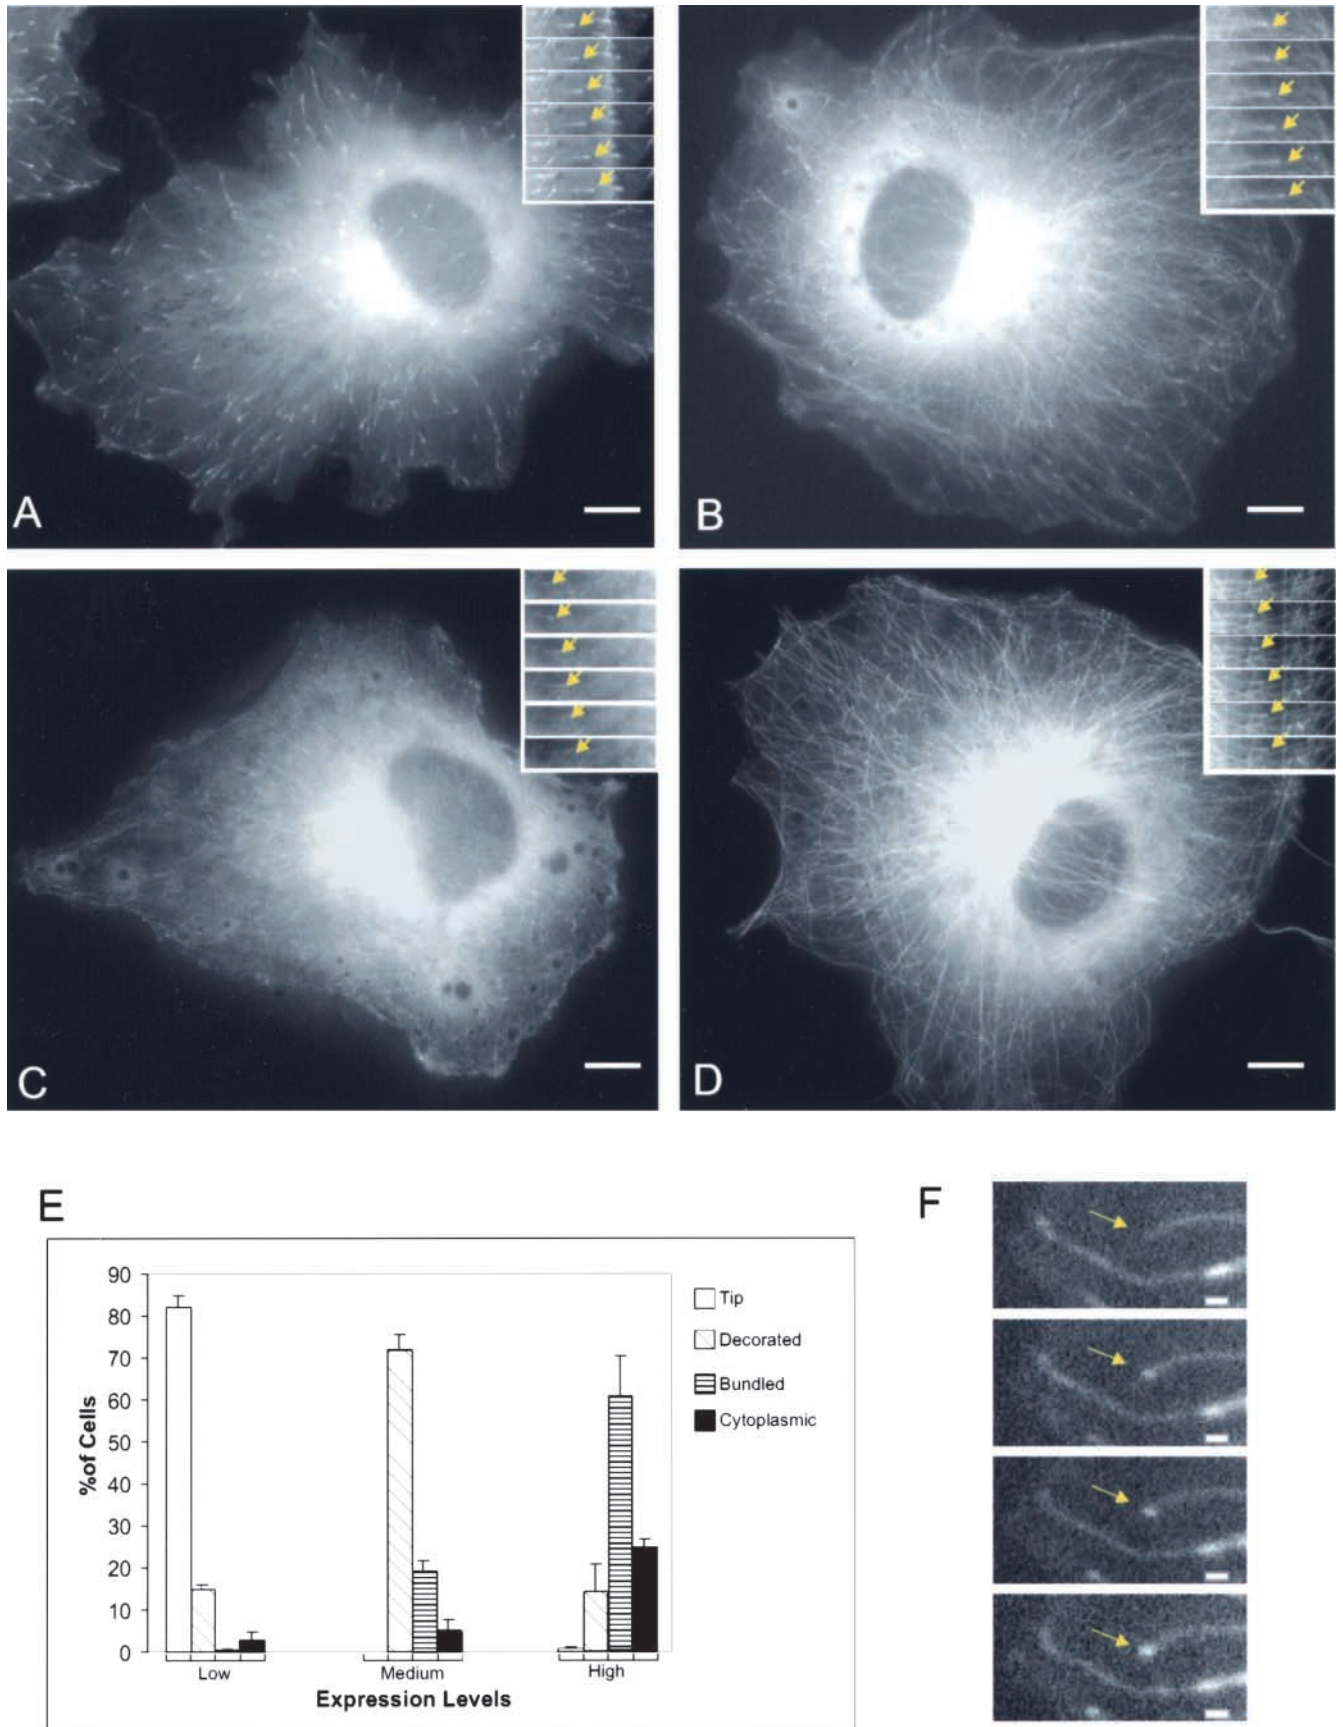 A
B
C
D
E
F
90
80
70
60
50
40
30
20
10
0
%of Cells
Low
Medium
High
Expression Levels
Tip
Decorated
Bundled
Cytoplasmic